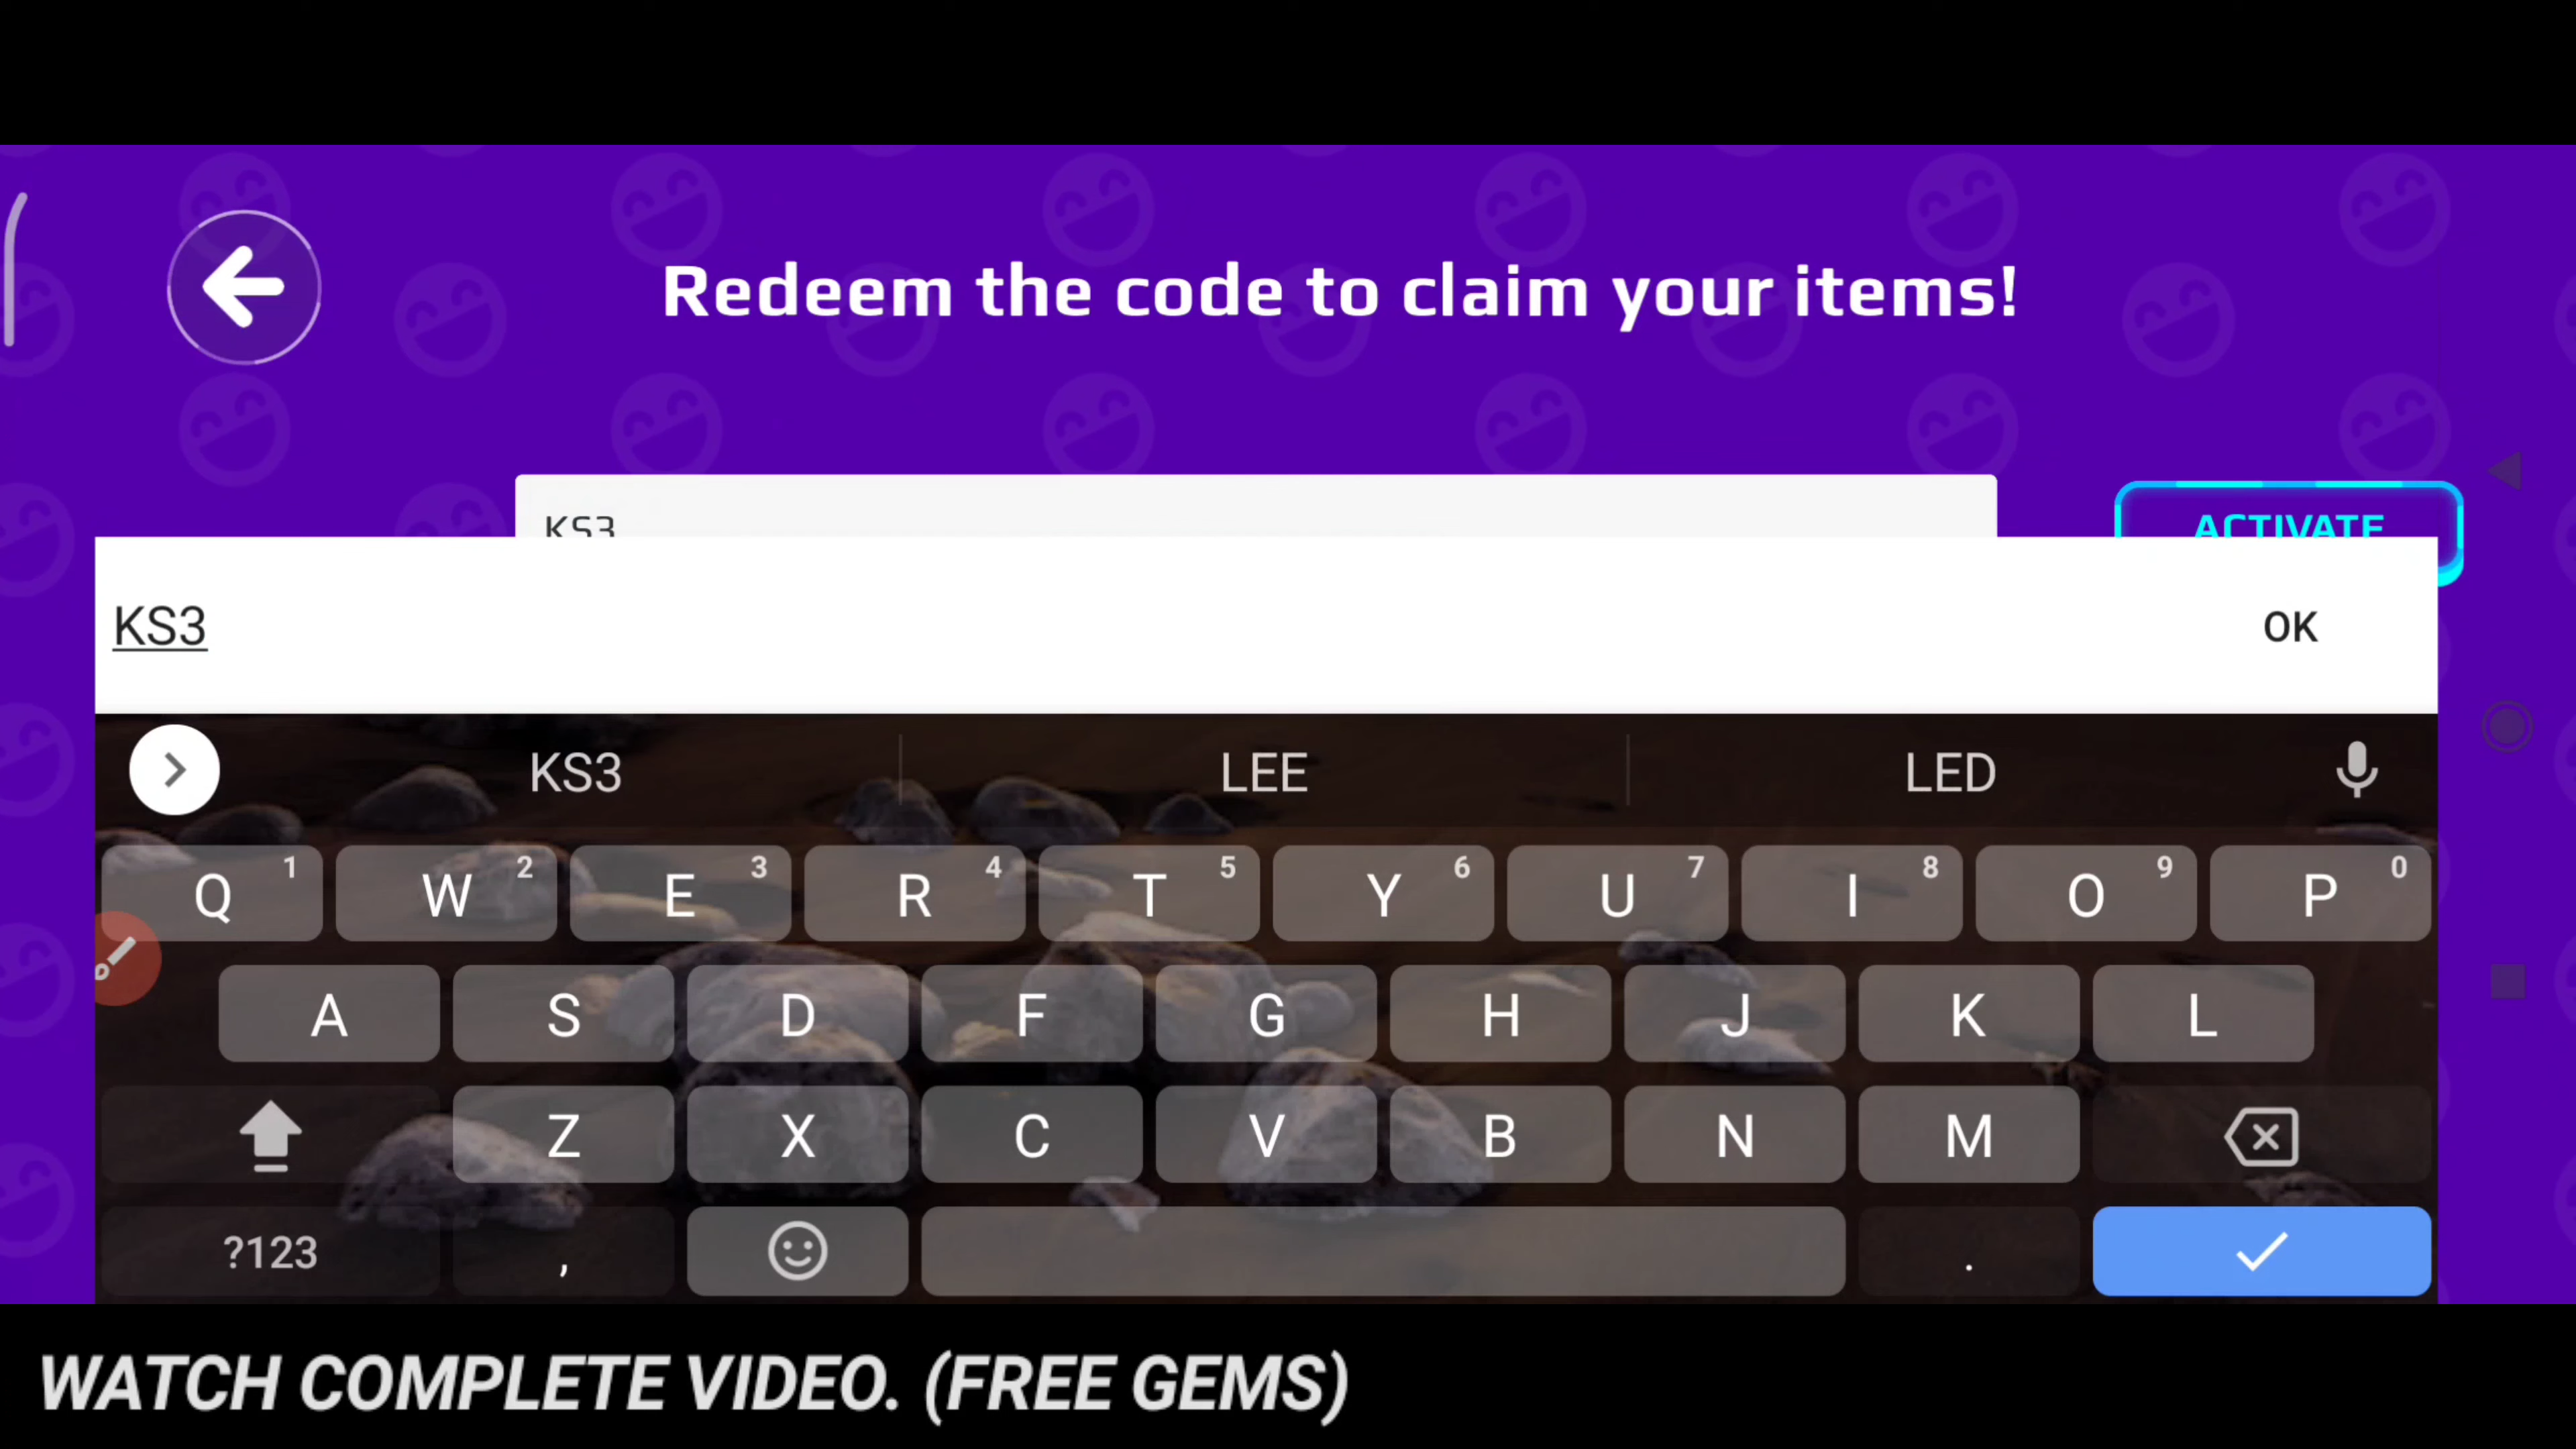 Redeem the code to claim your items!
KS3
ACTIVATE
KS3
OK
KS3 LEE LED
Q 1 W 2 E 3 R 4 T 5 Y 6 U 7 I 8 O 9 P 0
A S D F G H J K L
Z X C V B N M
?123 , .
WATCH COMPLETE VIDEO. (FREE GEMS)